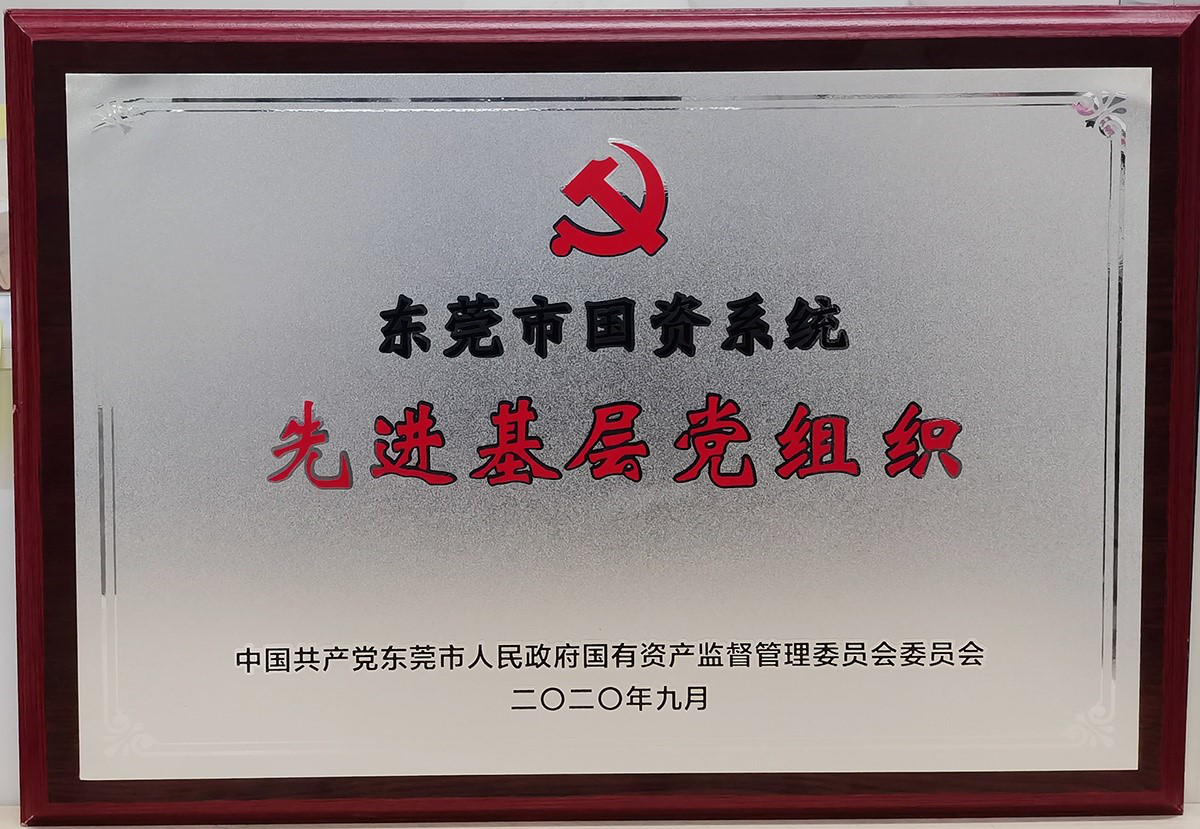 东莞市国资系统
先进基层党组织
中国共产党东莞市人民政府国有资产监督管理委员会委员会
二〇二〇年九月